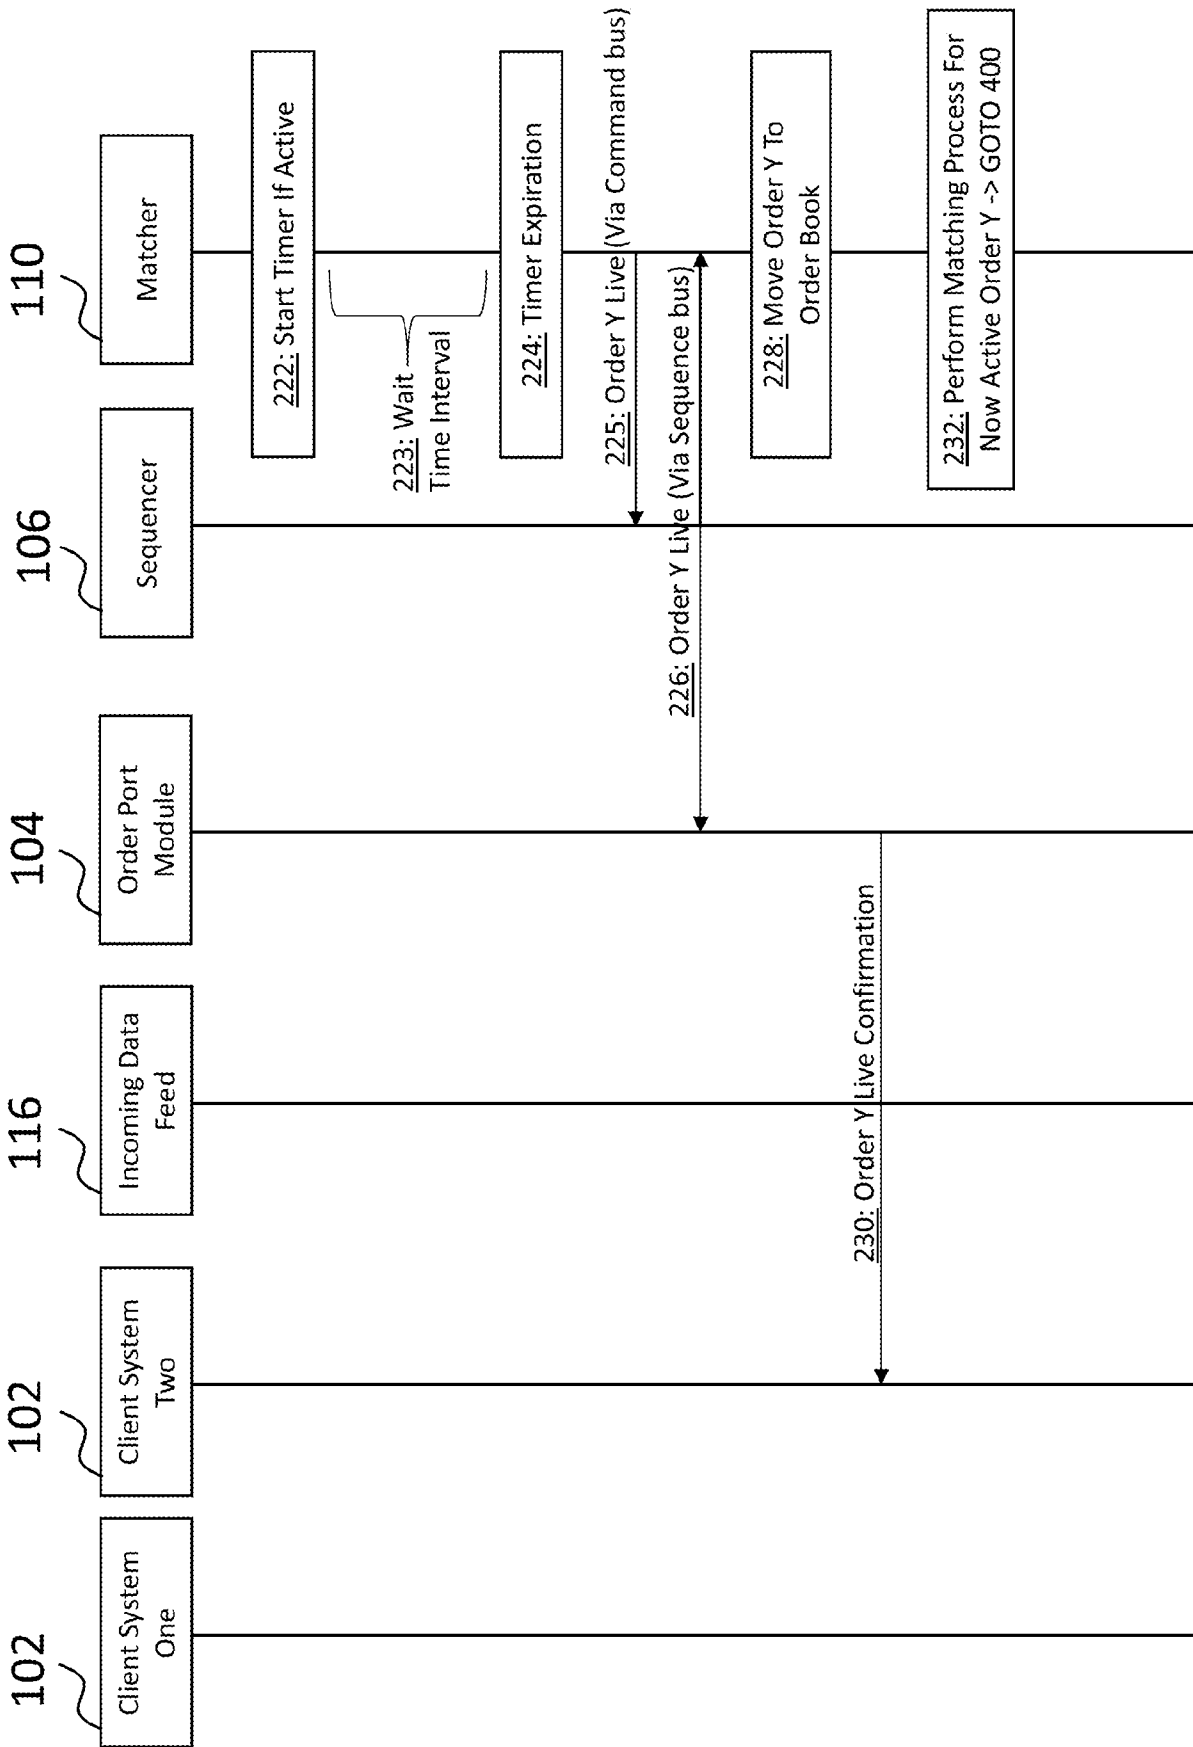 102
102
116
104
106
110
Client System
One
Client System
Two
Incoming Data
Feed
Order Port
Module
Sequencer
Matcher
222: Start Timer If Active
223: Wait
Time Interval
224: Timer Expiration
225: Order Y Live (Via Command bus)
226: Order Y Live (Via Sequence bus)
228: Move Order Y To
Order Book
230: Order Y Live Confirmation
232: Perform Matching Process For
Now Active Order Y -> GOTO 400